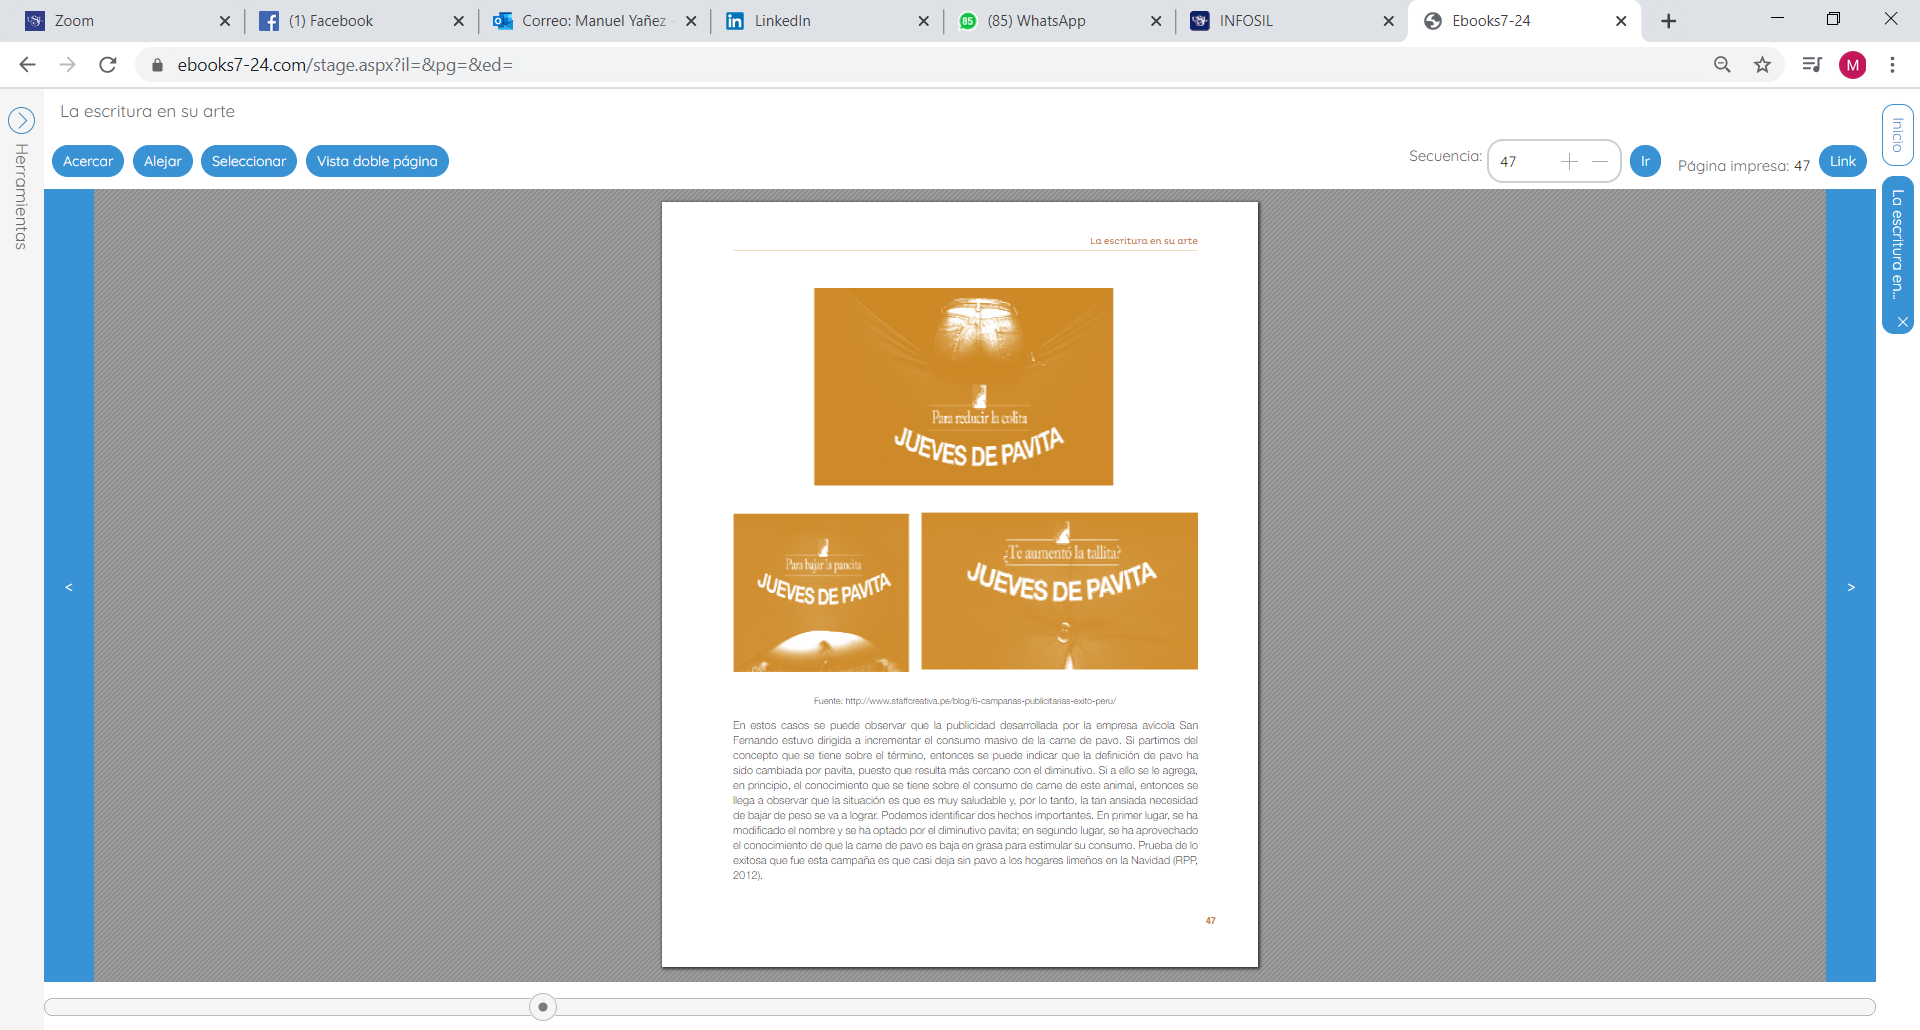 Zoom
(1) Facebook
Correo: Manuel Yañez
LinkedIn
85
(85) WhatsApp
INFOSIL
Ebooks7-24
ebooks7-24.com/stage.aspx?il=&pg=&ed=
M
La escritura en su arte
Herramientas
Acercar
Alejar
Seleccionar
Vista doble página
Secuencia:
47
Ir
Página impresa: 47
Link
Inicio
La escritura en...
La escritura en su arte
Para reducir la colita
JUEVES DE PAVITA
Para bajar la pancita
JUEVES DE PAVITA
¿Te aumentó la tallita?
JUEVES DE PAVITA
Fuente: http://www.staffcreativa.pe/blog/6-campanas-publicitarias-exito-peru/
En estos casos se puede observar que la publicidad desarrollada por la empresa avícola San
Fernando estuvo dirigida a incrementar el consumo masivo de la carne de pavo. Si partimos del
concepto que se tiene sobre el término, entonces se puede indicar que la definición de pavo ha
sido cambiada por pavita, puesto que resulta más cercano con el diminutivo. Si a ello se le agrega,
en principio, el conocimiento que se tiene sobre el consumo de carne de este animal, entonces se
llega a observar que la situación es que es muy saludable y, por lo tanto, la tan ansiada necesidad
de bajar de peso se va a lograr. Podemos identificar dos hechos importantes. En primer lugar, se ha
modificado el nombre y se ha optado por el diminutivo pavita; en segundo lugar, se ha aprovechado
el conocimiento de que la carne de pavo es baja en grasa para estimular su consumo. Prueba de lo
exitosa que fue esta campaña es que casi deja sin pavo a los hogares limeños en la Navidad (RPP,
2012).
47
<
>